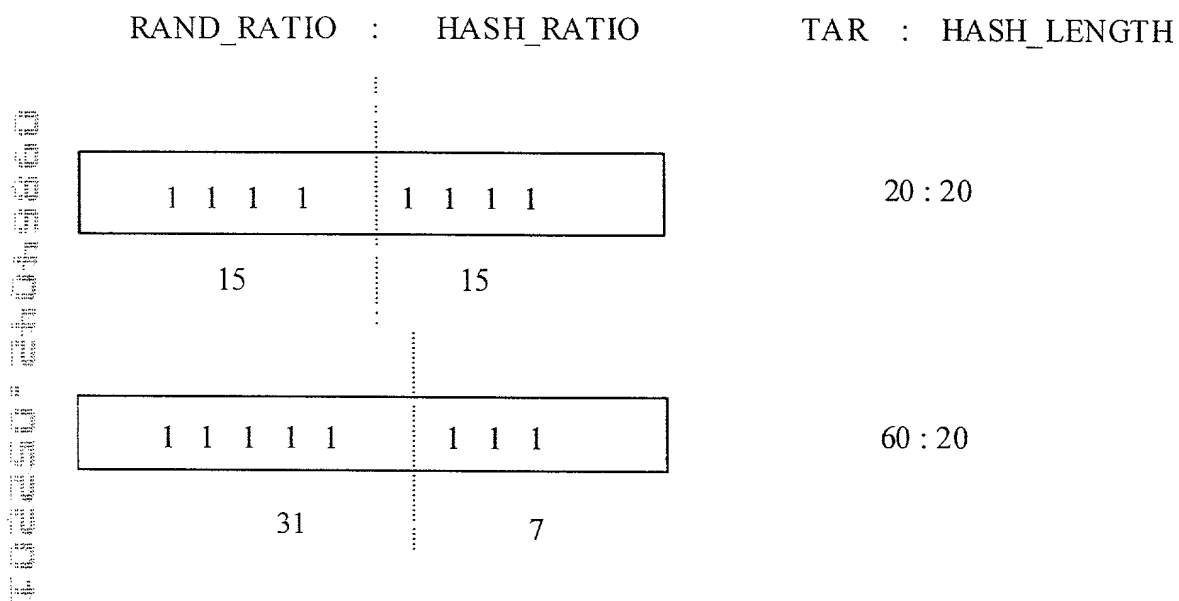 RAND_RATIO : HASH_RATIO TAR : HASH_LENGTH
1 1 1 1 1 1 1 1 20 : 20
15 15
1 1 1 1 1 1 1 1 60 : 20
31 7